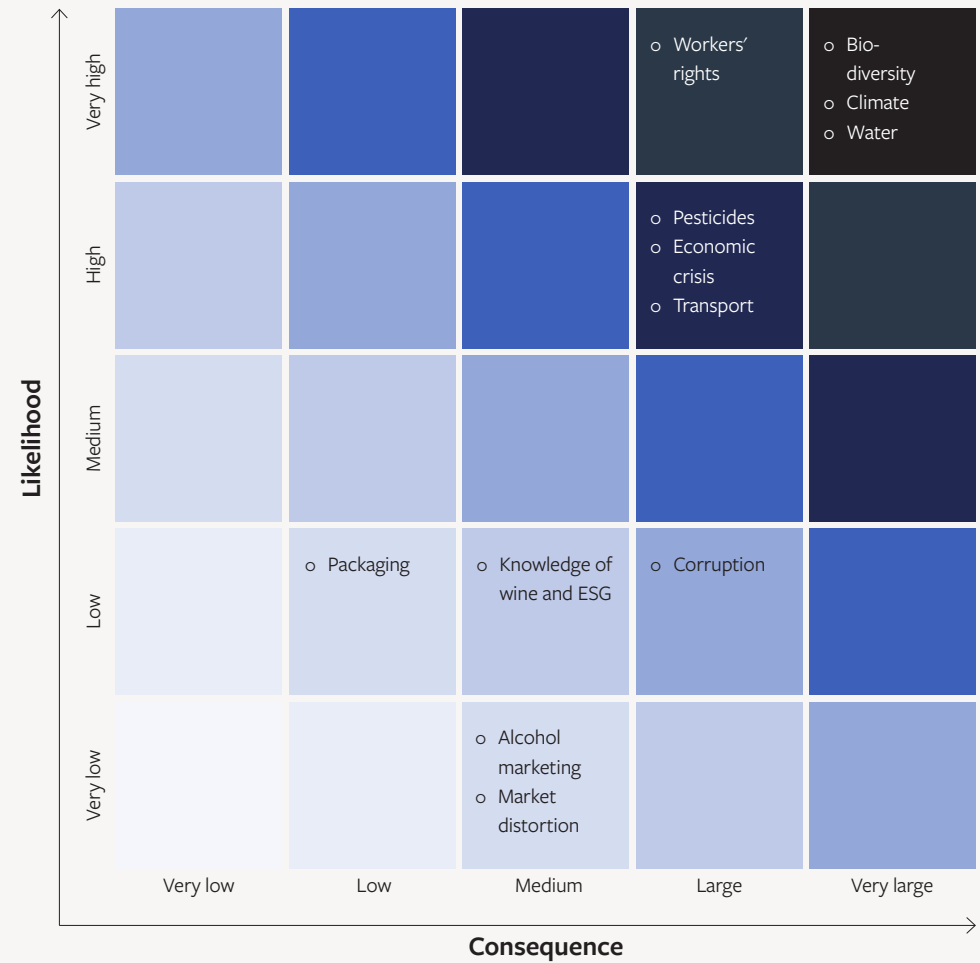 Likelihood
Very high
o Workers'
rights
o Bio-
diversity
o Climate
o Water
High
o Pesticides
o Economic
crisis
o Transport
Medium
Low
o Packaging
o Knowledge of
wine and ESG
o Corruption
Very low
o Alcohol
marketing
o Market
distortion
Very low
Low
Medium
Large
Very large
Consequence